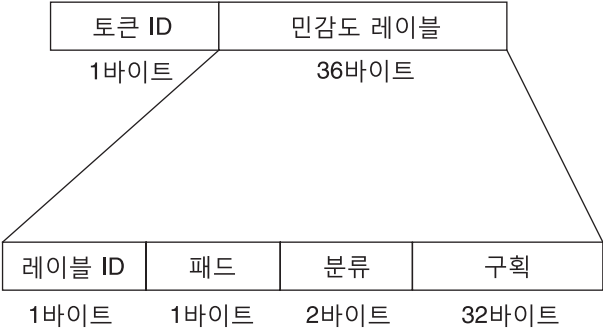 토큰 ID 민감도 레이블
1바이트 36바이트
레이블 ID 패드 분류 구획
1바이트 1바이트 2바이트 32바이트